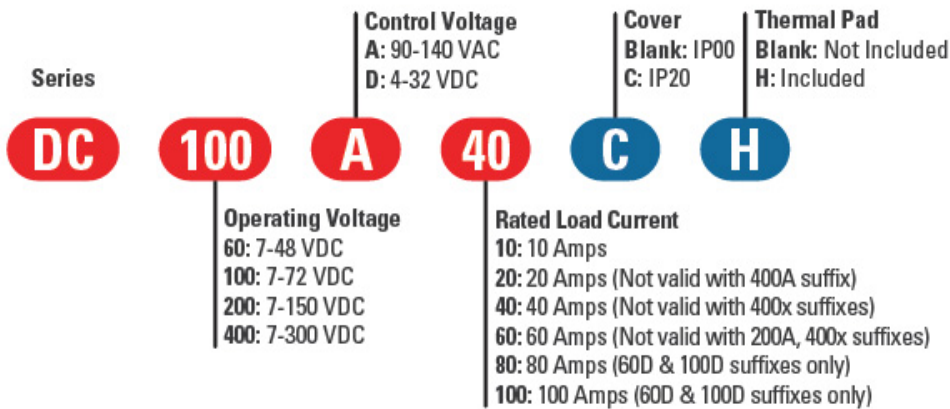 Control Voltage
A: 90-140 VAC
D: 4-32 VDC
Cover
Blank: IP00
C: IP20
Thermal Pad
Blank: Not Included
H: Included
Series
DC 100 A 40 C H
Operating Voltage
60: 7-48 VDC
100: 7-72 VDC
200: 7-150 VDC
400: 7-300 VDC
Rated Load Current
10: 10 Amps
20: 20 Amps (Not valid with 400A suffix)
40: 40 Amps (Not valid with 400x suffixes)
60: 60 Amps (Not valid with 200A, 400x suffixes)
80: 80 Amps (60D & 100D suffixes only)
100: 100 Amps (60D & 100D suffixes only)